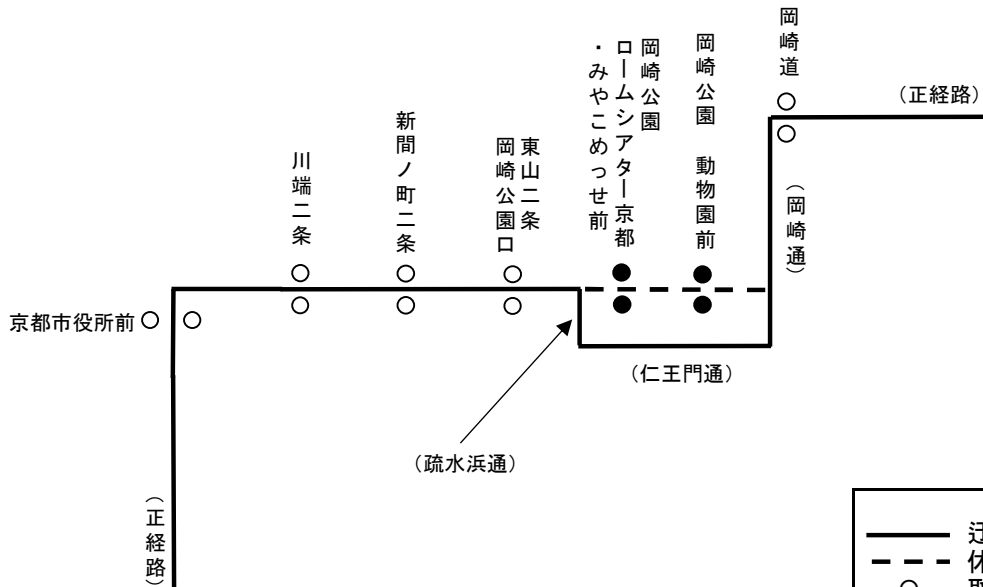 岡崎道
(正経路)
岡崎公園
ロームシアター京都
・みやこめっせ前
岡崎公園 動物園前
東山二条
岡崎公園口
新間ノ町二条
川端二条
(岡崎通)
京都市役所前
(仁王門通)
(疏水浜通)
(正経路)